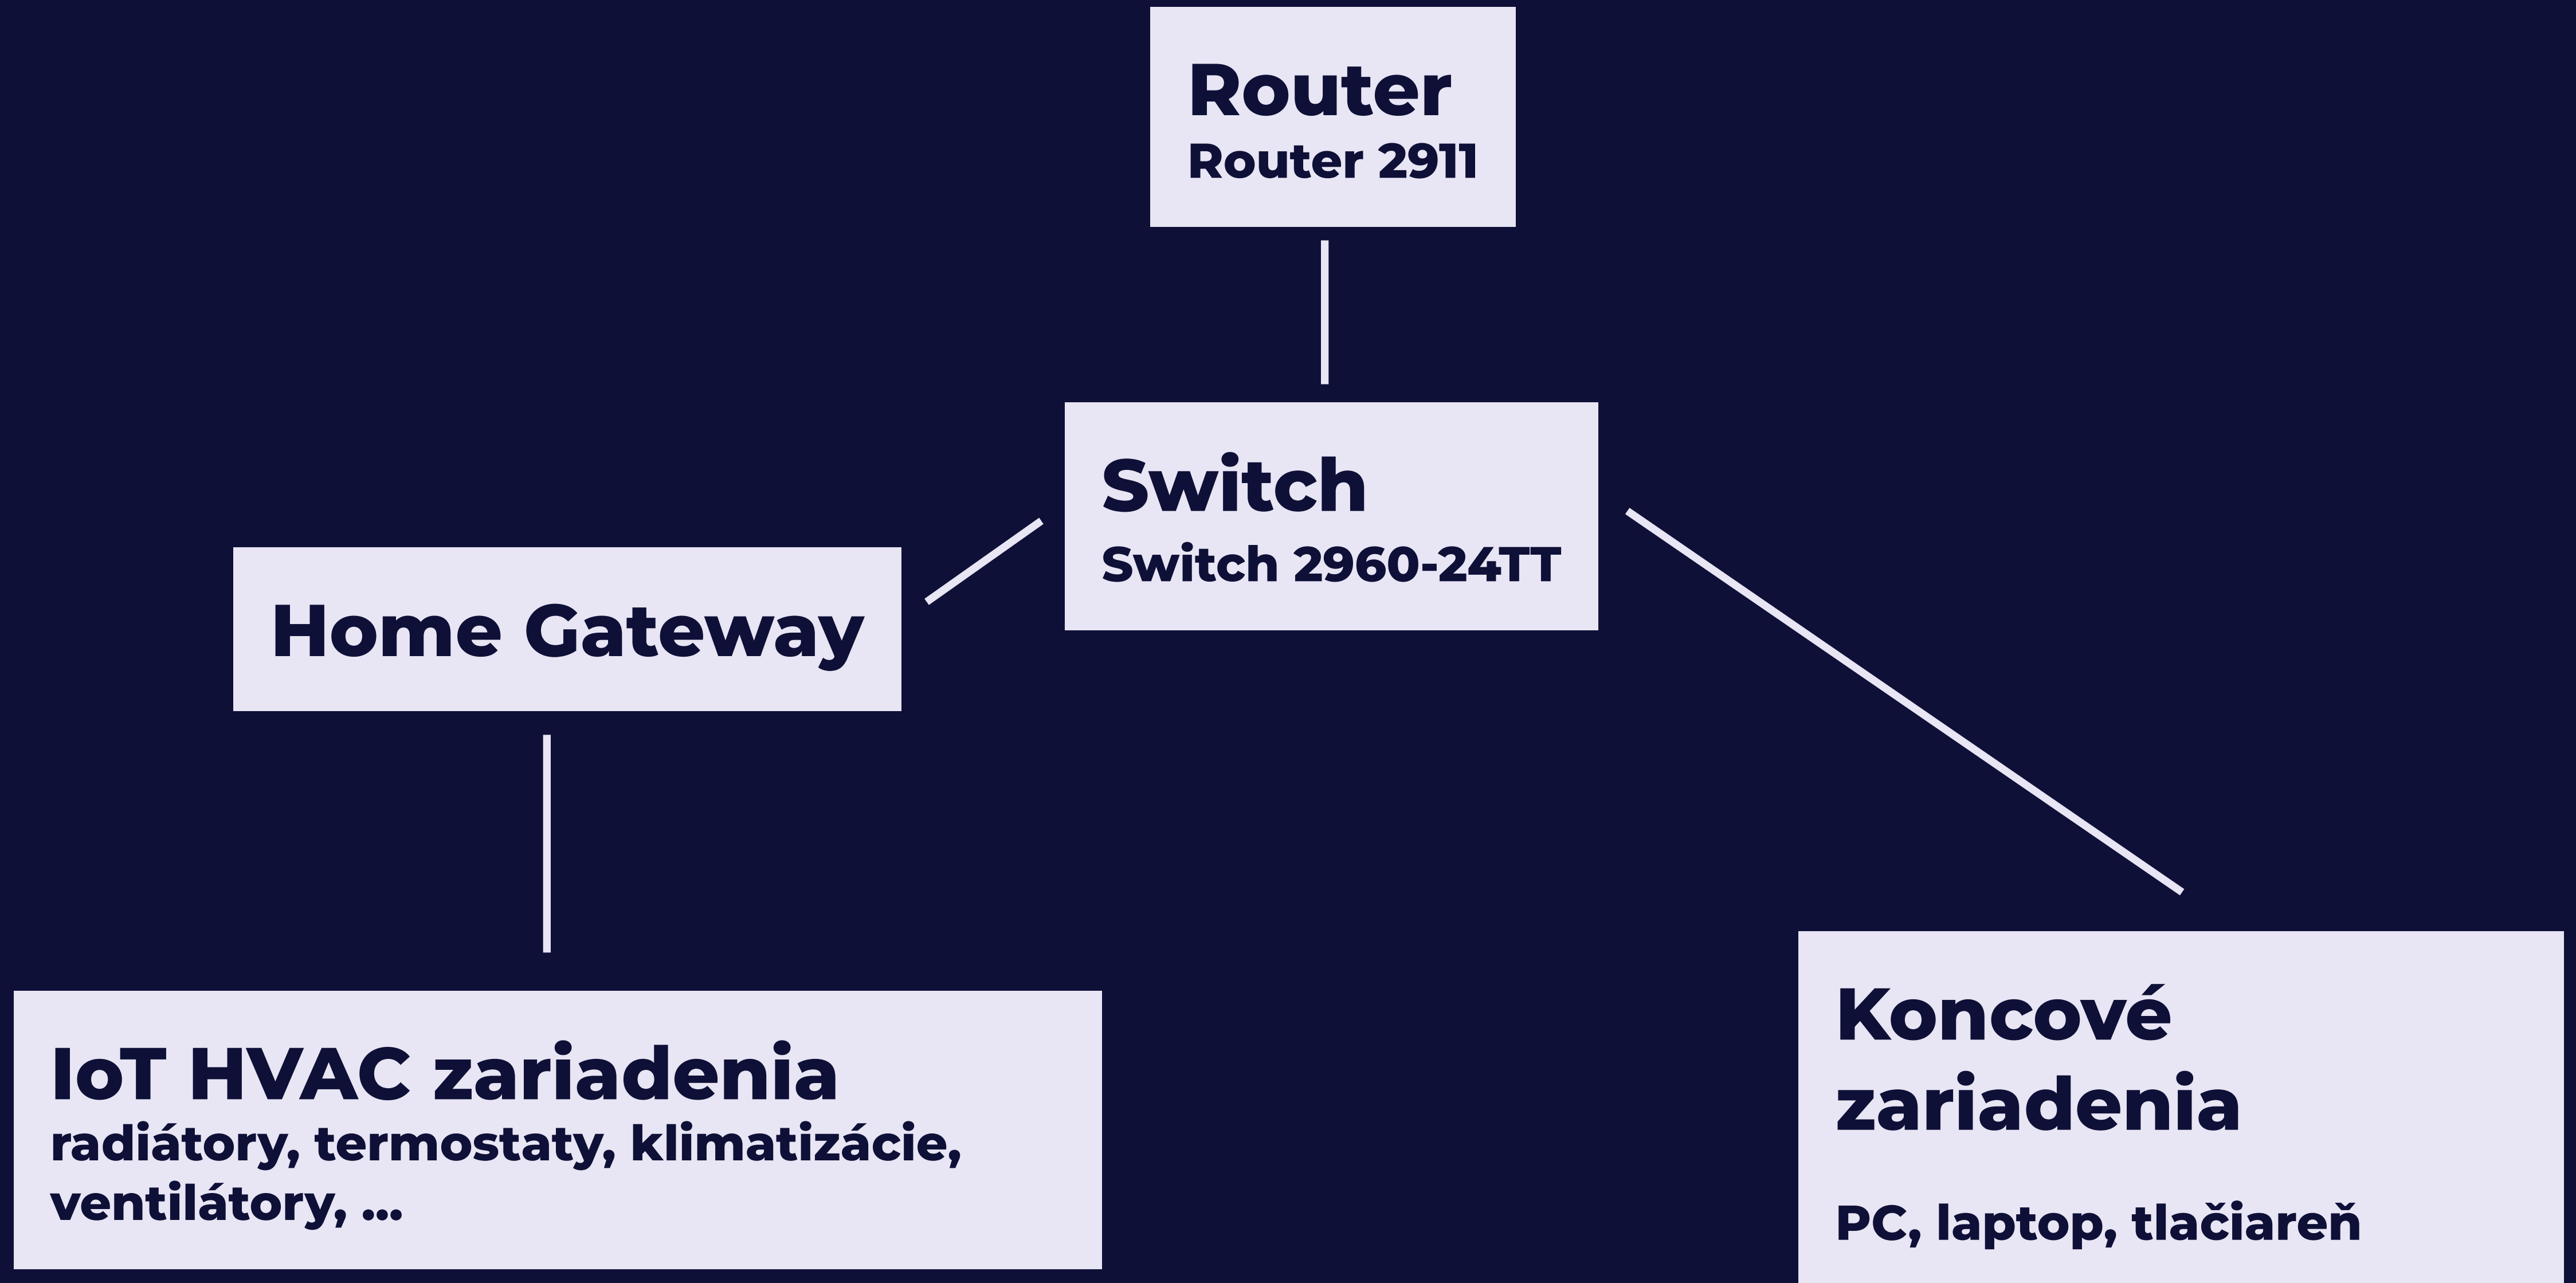 Router
Router 2911
Switch
Switch 2960-24TT
Home Gateway
IoT HVAC zariadenia
radiátory, termostaty, klimatizácie,
ventilátory, ...
Koncové
zariadenia
PC, laptop, tlačiareň